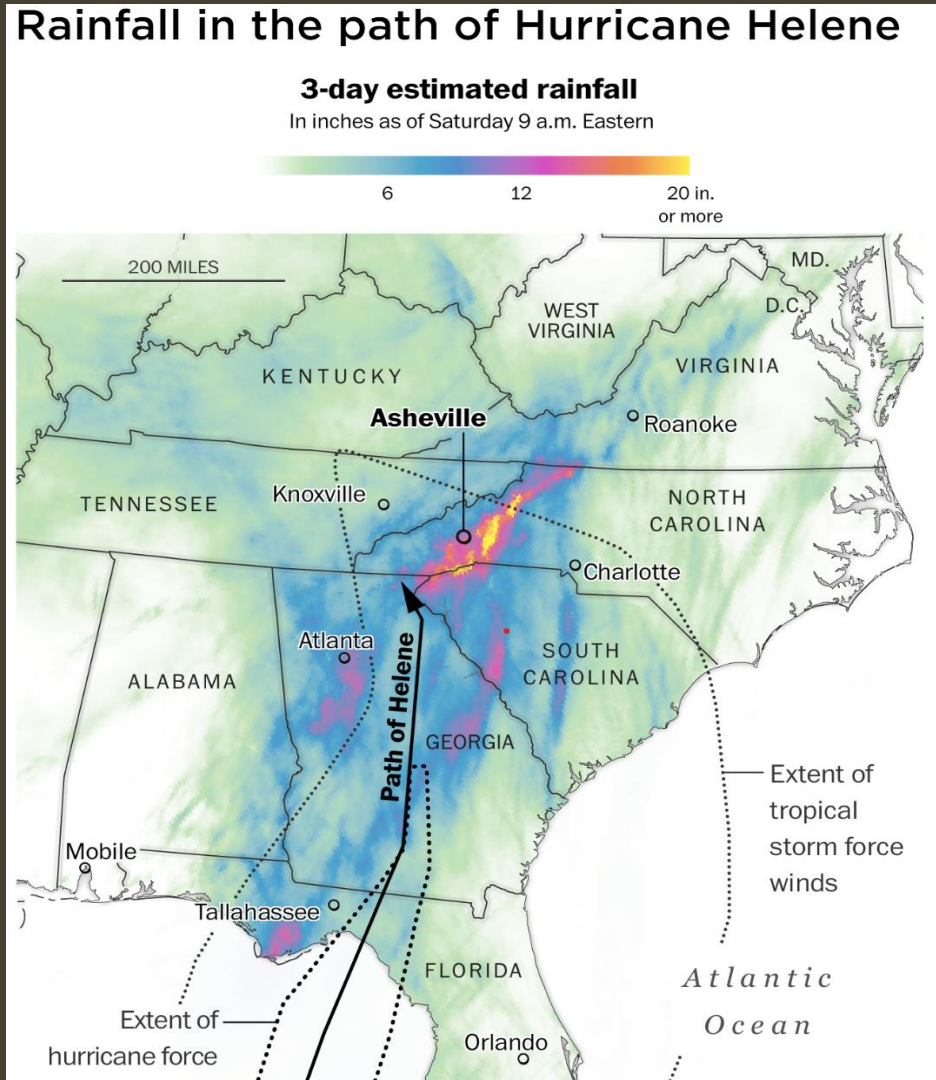 Rainfall in the path of Hurricane Helene
3-day estimated rainfall
In inches as of Saturday 9 a.m. Eastern
6
12
20 in.
or more
200 MILES
MD.
D.C.
WEST
VIRGINIA
VIRGINIA
KENTUCKY
Asheville
Roanoke
Knoxville
TENNESSEE
NORTH
CAROLINA
Charlotte
Atlanta
SOUTH
CAROLINA
ALABAMA
Path of Helene
GEORGIA
Extent of
tropical
storm force
winds
Mobile
Tallahassee
FLORIDA
Atlantic
Ocean
Extent of
hurricane force
Orlando